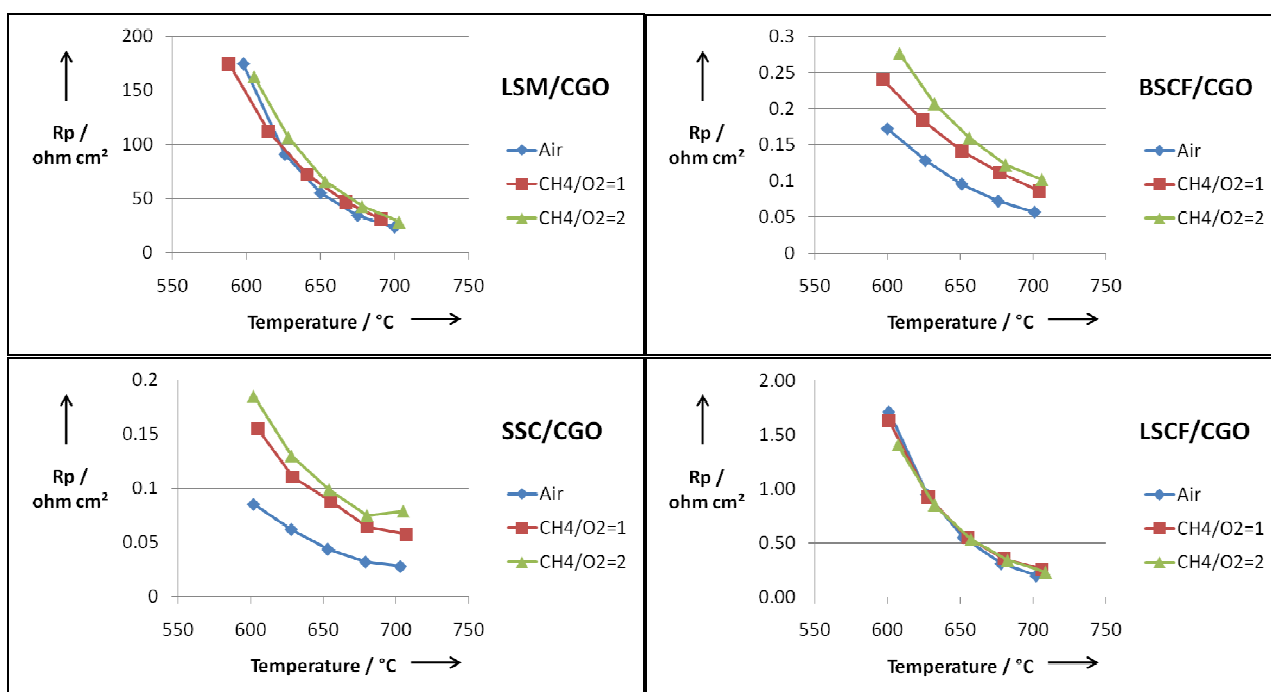 200
150
100
50
0
550 600 650 700 750
Rp /
ohm cm²
Temperature / °C
LSM/CGO
Air
CH4/O2=1
CH4/O2=2
0.3
0.25
0.2
0.15
0.1
0.05
0
550 600 650 700 750
Rp /
ohm cm²
Temperature / °C
BSCF/CGO
Air
CH4/O2=1
CH4/O2=2
0.2
0.15
0.1
0.05
0
550 600 650 700 750
Rp /
ohm cm²
Temperature / °C
SSC/CGO
Air
CH4/O2=1
CH4/O2=2
2.00
1.50
1.00
0.50
0.00
550 600 650 700 750
Rp /
ohm cm²
Temperature / °C
LSCF/CGO
Air
CH4/O2=1
CH4/O2=2